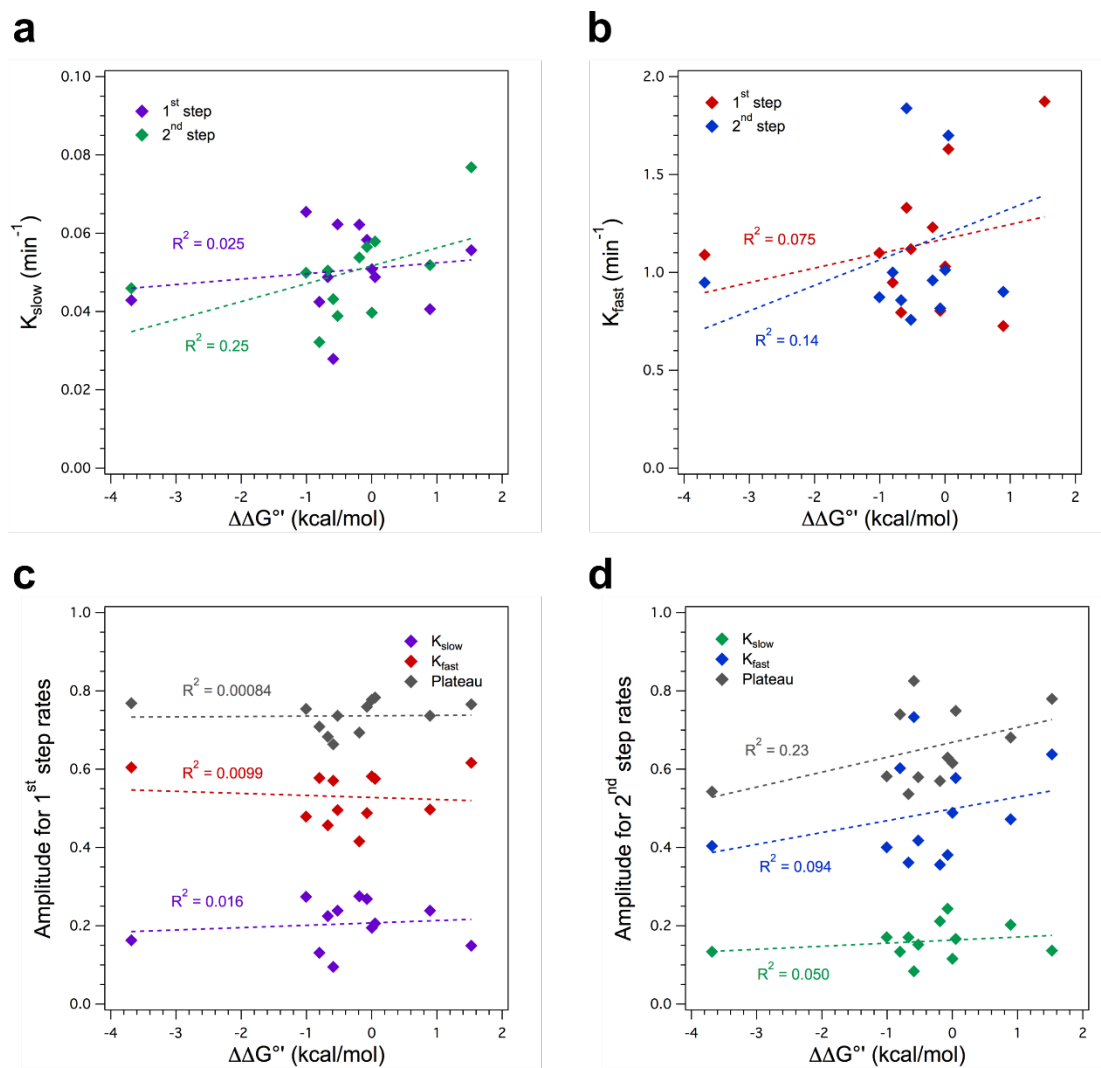 a
0.10
0.08
0.06
0.04
0.02
0.00
K_slow (min⁻¹)
1ˢᵗ step
2ⁿᵈ step
R² = 0.025
R² = 0.25
-4 -3 -2 -1 0 1 2
ΔΔG°' (kcal/mol)
b
2.0
1.5
1.0
0.5
0.0
K_fast (min⁻¹)
1ˢᵗ step
2ⁿᵈ step
R² = 0.075
R² = 0.14
-4 -3 -2 -1 0 1 2
ΔΔG°' (kcal/mol)
c
1.0
0.8
0.6
0.4
0.2
0.0
Amplitude for 1ˢᵗ step rates
K_slow
K_fast
Plateau
R² = 0.00084
R² = 0.0099
R² = 0.016
-4 -3 -2 -1 0 1 2
ΔΔG°' (kcal/mol)
d
1.0
0.8
0.6
0.4
0.2
0.0
Amplitude for 2ⁿᵈ step rates
K_slow
K_fast
Plateau
R² = 0.23
R² = 0.094
R² = 0.050
-4 -3 -2 -1 0 1 2
ΔΔG°' (kcal/mol)